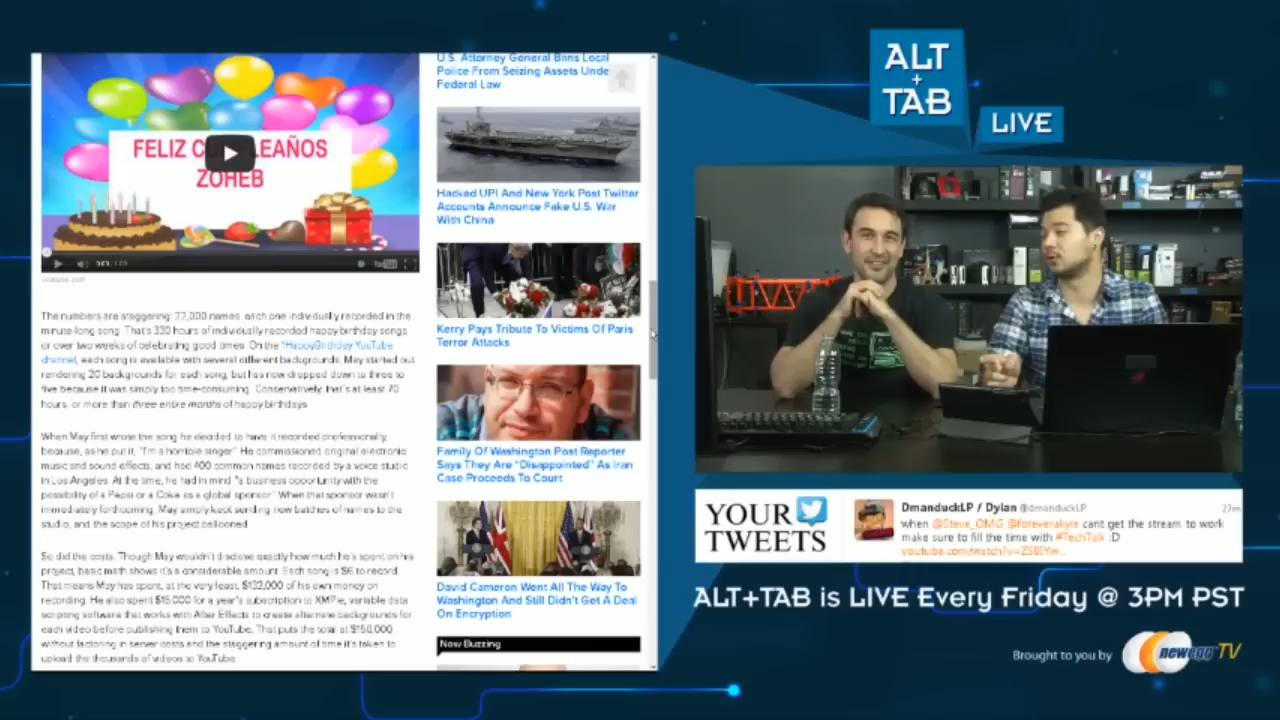 FELIZ CUMPLEAÑOS
ZOHEB
YouTube
The numbers are staggering: 22,000 names, each one individually recorded in the
minute-long song. That's 330 hours of individually recorded happy birthday songs,
or over two weeks of celebrating good times. On the 1HappyBirthday YouTube
channel, each song is available with several different backgrounds; May started out
rendering 20 backgrounds for each song, but has now dropped down to three to
five because it was simply too time-consuming. Conservatively, that's at least 70
hours, or more than three entire months of happy birthdays.
When May first wrote the song he decided to have it recorded professionally,
because, as he put it, "I'm a horrible singer." He commissioned original electronic
music and sound effects, and had 400 common names recorded by a voice studio
in Los Angeles. At the time, he had in mind "a business opportunity with the
possibility of a Pepsi or a Coke as a global sponsor." When that sponsor wasn't
immediately forthcoming, May simply kept sending new batches of names to the
studio, and the scope of his project ballooned.
So did the costs. Though May wouldn't disclose exactly how much he's spent on his
project, basic math shows it's a considerable amount. Each song is $6 to record.
That means May has spent, at the very least, $132,000 of his own money on
recording. He also spent $18,000 for a year's subscription to XMPie, variable data
scripting software that works with After Effects to create alternate backgrounds for
each video before publishing them to YouTube. That puts the total at $150,000
without factoring in server costs and the staggering amount of time it's taken to
upload the thousands of videos to YouTube.
U.S. Attorney General Bans Local
Police From Seizing Assets Under
Federal Law
Hacked UPI And New York Post Twitter
Accounts Announce Fake U.S. War
With China
Kerry Pays Tribute To Victims Of Paris
Terror Attacks
Family Of Washington Post Reporter
Says They Are "Disappointed" As Iran
Case Proceeds To Court
David Cameron Went All The Way To
Washington And Still Didn't Get A Deal
On Encryption
Now Buzzing
ALT
+
TAB
LIVE
YOUR
TWEETS
DmanduckLP / Dylan @dmanduckLP 27m
when @Steve_OMG @foreverakyle cant get the stream to work
make sure to fill the time with #TechTalk :D
youtube.com/watch?v=ZSBIYw...
ALT+TAB is LIVE Every Friday @ 3PM PST
Brought to you by newegg TV